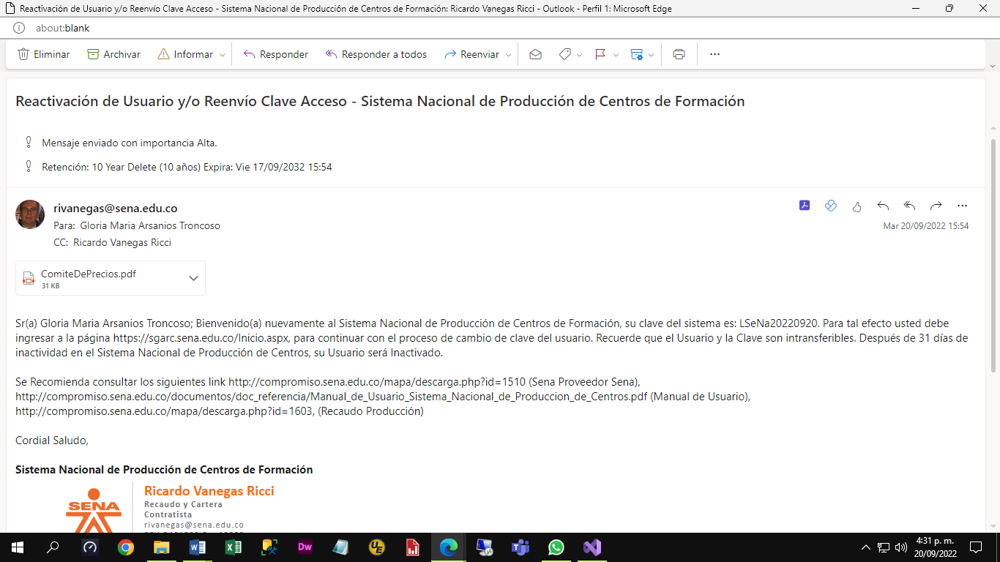 Reactivación de Usuario y/o Reenvío Clave Acceso - Sistema Nacional de Producción de Centros de Formación: Ricardo Vanegas Ricci - Outlook - Perfil 1: Microsoft Edge
about:blank
Eliminar Archivar Informar Responder Responder a todos Reenviar
Reactivación de Usuario y/o Reenvío Clave Acceso - Sistema Nacional de Producción de Centros de Formación
Mensaje enviado con importancia Alta.
Retención: 10 Year Delete (10 años) Expira: Vie 17/09/2032 15:54
rivanegas@sena.edu.co
Para: Gloria Maria Arsanios Troncoso
Mar 20/09/2022 15:54
CC: Ricardo Vanegas Ricci
ComiteDePrecios.pdf
31 KB
Sr(a) Gloria Maria Arsanios Troncoso; Bienvenido(a) nuevamente al Sistema Nacional de Producción de Centros de Formación, su clave del sistema es: LSeNa20220920. Para tal efecto usted debe
ingresar a la página https://sgarc.sena.edu.co/Inicio.aspx, para continuar con el proceso de cambio de clave del usuario. Recuerde que el Usuario y la Clave son intransferibles. Después de 31 días de
inactividad en el Sistema Nacional de Producción de Centros, su Usuario será Inactivado.
Se Recomienda consultar los siguientes link http://compromiso.sena.edu.co/mapa/descarga.php?id=1510 (Sena Proveedor Sena),
http://compromiso.sena.edu.co/documentos/doc_referencia/Manual_de_Usuario_Sistema_Nacional_de_Produccion_de_Centros.pdf (Manual de Usuario),
http://compromiso.sena.edu.co/mapa/descarga.php?id=1603, (Recaudo Producción)
Cordial Saludo,
Sistema Nacional de Producción de Centros de Formación
SENA
Ricardo Vanegas Ricci
Recaudo y Cartera
Contratista
rivanegas@sena.edu.co
4:31 p. m.
20/09/2022